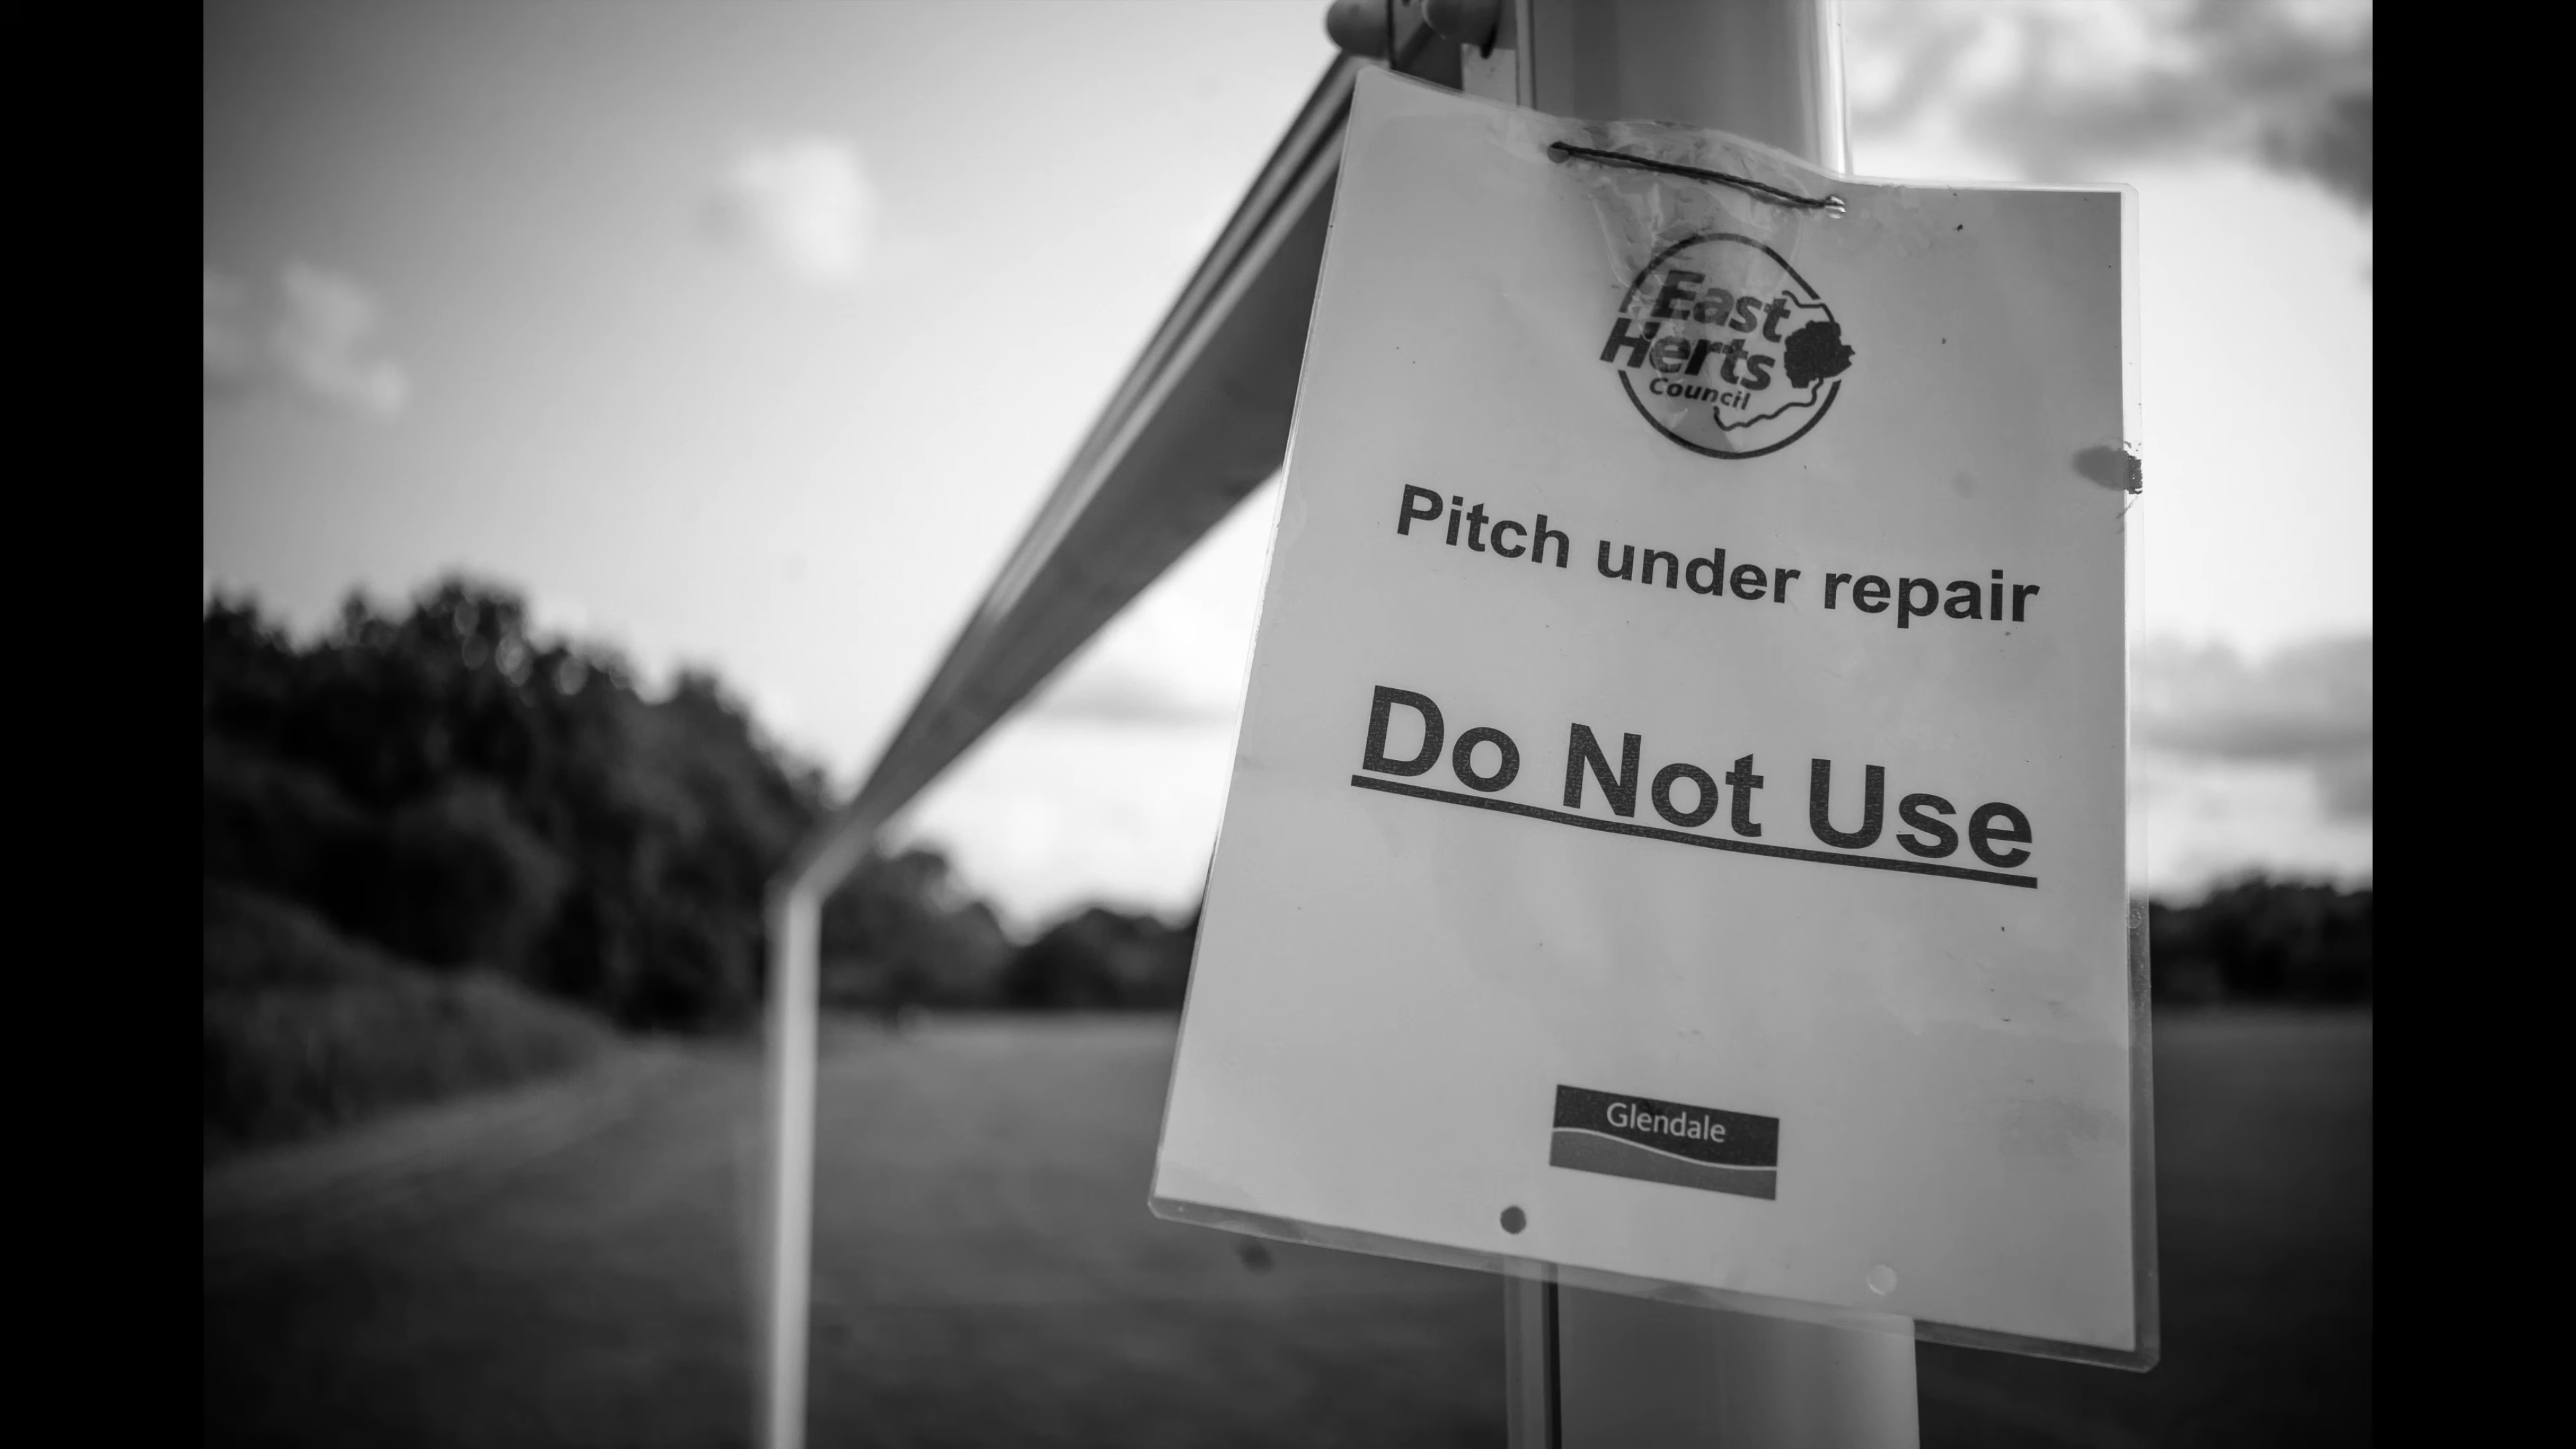 East
Herts
Council
Pitch under repair
Do Not Use
Glendale